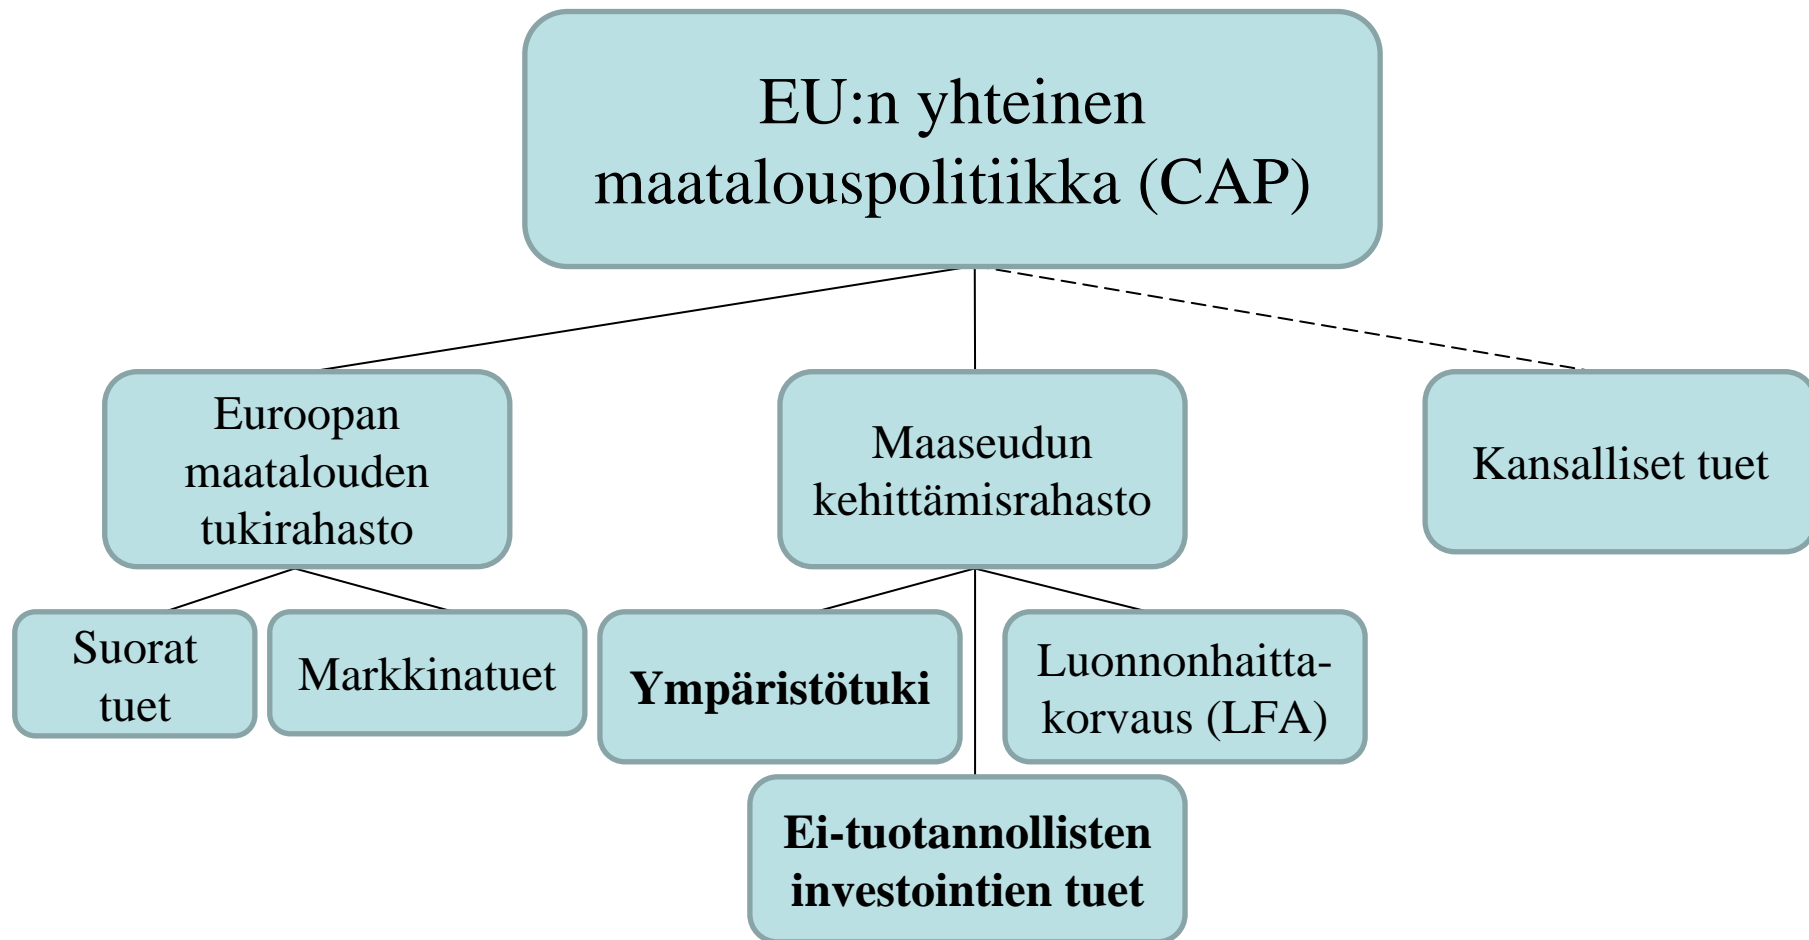 EU:n yhteinen
maatalouspolitiikka (CAP)
Euroopan
maatalouden
tukirahasto
Maaseudun
kehittämisrahasto
Kansalliset tuet
Suorat
tuet
Markkinatuet
Ympäristötuki
Luonnonhaitta-
korvaus (LFA)
Ei-tuotannollisten
investointien tuet